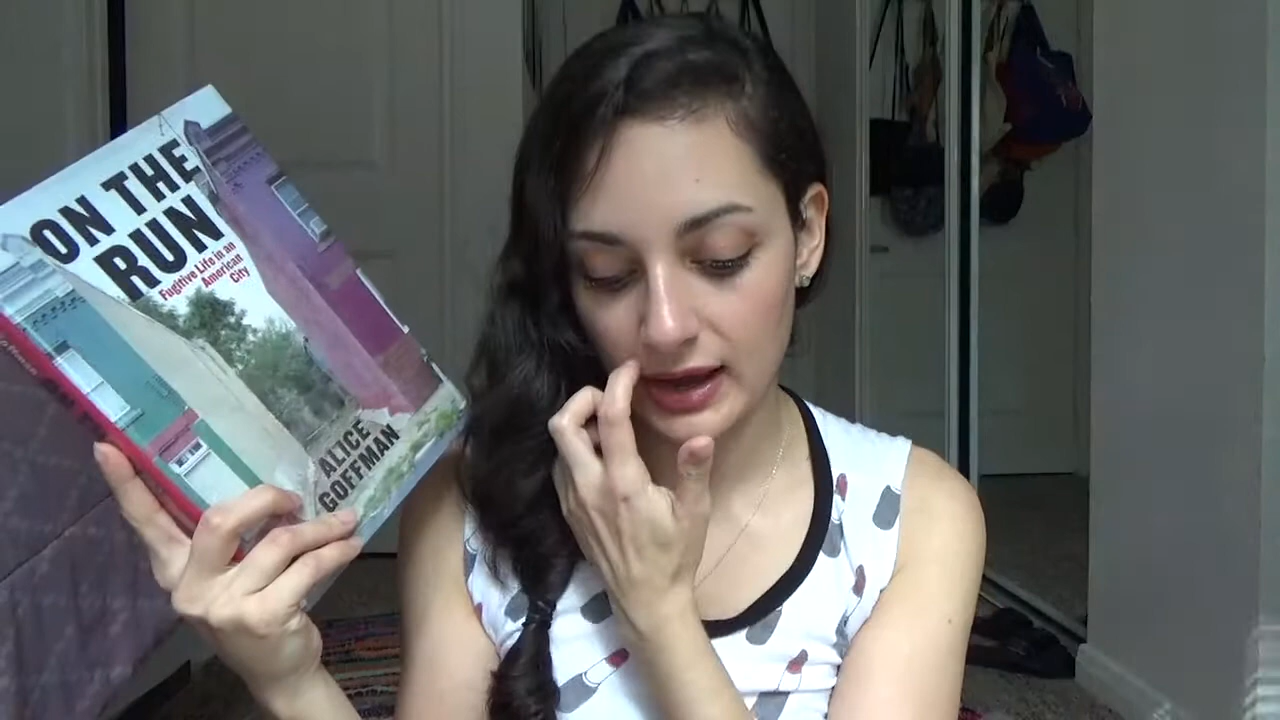 ON THE
RUN
Fugitive Life in an
American
City
ALICE
GOFFMAN